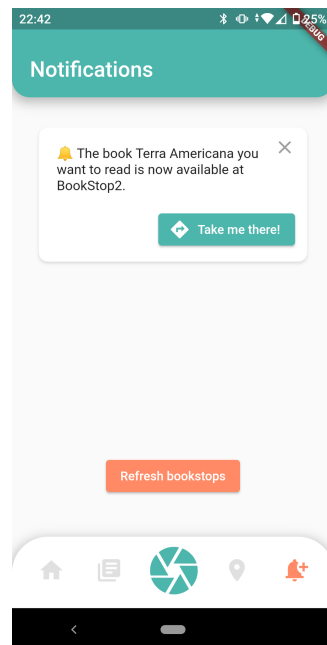 22:42
25%
DEBUG
Notifications
🔔 The book Terra Americana you
want to read is now available at
BookStop2.
Take me there!
Refresh bookstops